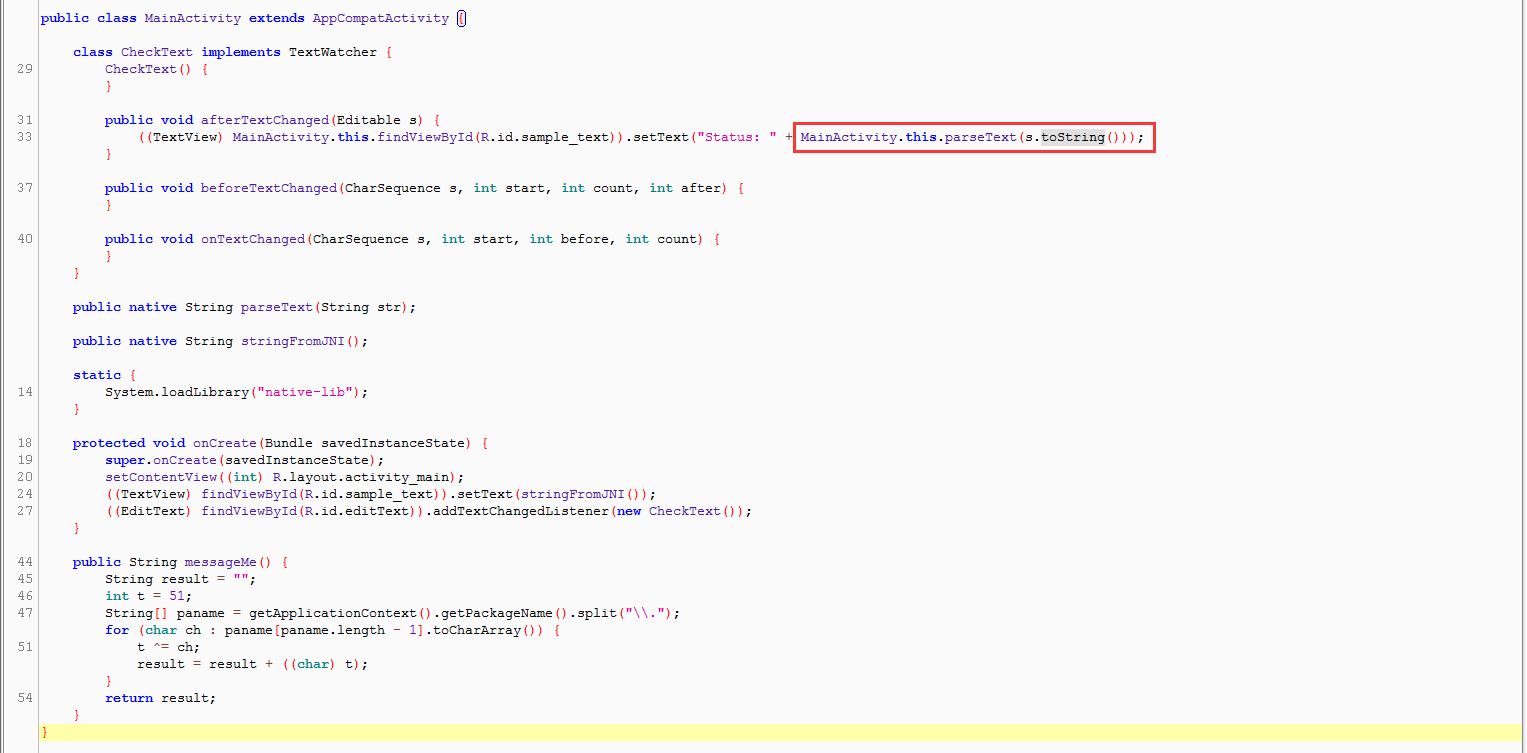 public class MainActivity extends AppCompatActivity {
class CheckText implements TextWatcher {
29 CheckText() {
}
31 public void afterTextChanged(Editable s) {
33 ((TextView) MainActivity.this.findViewById(R.id.sample_text)).setText("Status: " + MainActivity.this.parseText(s.toString()));
}
37 public void beforeTextChanged(CharSequence s, int start, int count, int after) {
}
40 public void onTextChanged(CharSequence s, int start, int before, int count) {
}
}
public native String parseText(String str);
public native String stringFromJNI();
static {
14 System.loadLibrary("native-lib");
}
18 protected void onCreate(Bundle savedInstanceState) {
19 super.onCreate(savedInstanceState);
20 setContentView((int) R.layout.activity_main);
24 ((TextView) findViewById(R.id.sample_text)).setText(stringFromJNI());
27 ((EditText) findViewById(R.id.editText)).addTextChangedListener(new CheckText());
}
44 public String messageMe() {
45 String result = "";
46 int t = 51;
47 String[] paname = getApplicationContext().getPackageName().split("\\.");
for (char ch : paname[paname.length - 1].toCharArray()) {
51 t ^= ch;
result = result + ((char) t);
}
54 return result;
}
}